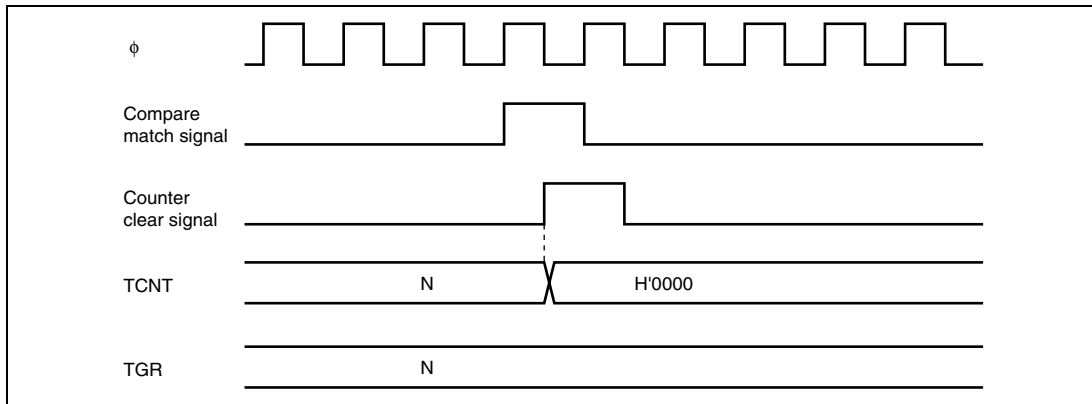 ϕ
Compare
match signal
Counter
clear signal
TCNT N H'0000
TGR N